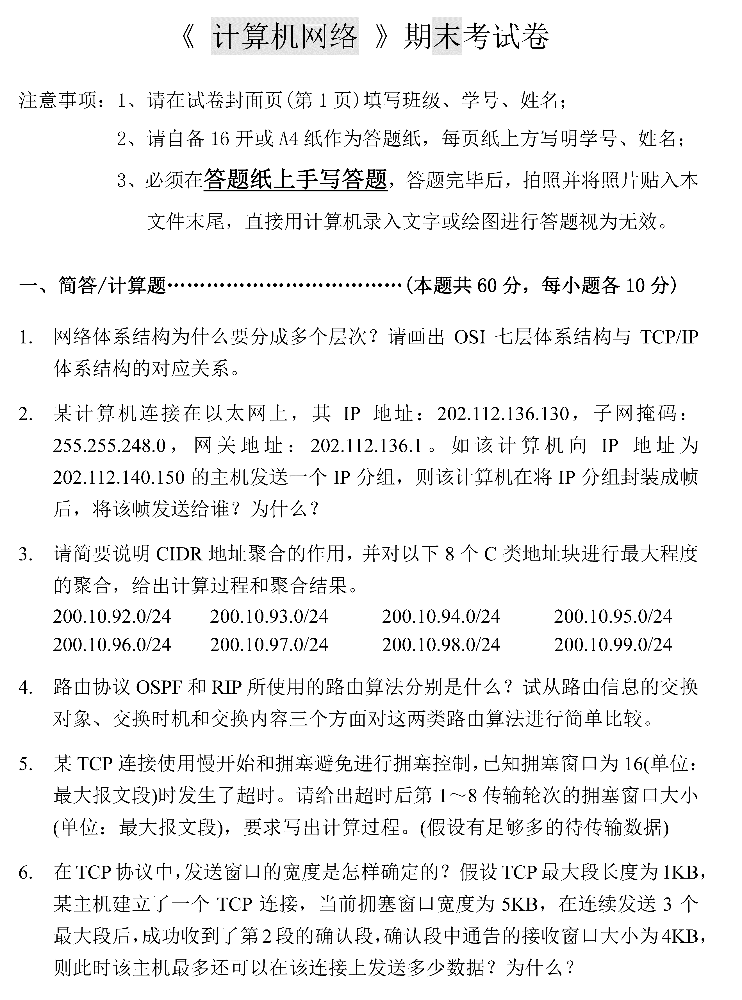 《 计算机网络 》期末考试卷
注意事项：1、请在试卷封面页(第 1 页)填写班级、学号、姓名；
2、请自备 16 开或 A4 纸作为答题纸，每页纸上方写明学号、姓名；
3、必须在答题纸上手写答题，答题完毕后，拍照并将照片贴入本
文件末尾，直接用计算机录入文字或绘图进行答题视为无效。
一、简答/计算题…………………………………(本题共 60 分，每小题各 10 分)
1. 网络体系结构为什么要分成多个层次？请画出 OSI 七层体系结构与 TCP/IP
体系结构的对应关系。
2. 某计算机连接在以太网上，其 IP 地址：202.112.136.130，子网掩码：
255.255.248.0，网关地址：202.112.136.1。如该计算机向 IP 地址为
202.112.140.150 的主机发送一个 IP 分组，则该计算机在将 IP 分组封装成帧
后，将该帧发送给谁？为什么？
3. 请简要说明 CIDR 地址聚合的作用，并对以下 8 个 C 类地址块进行最大程度
的聚合，给出计算过程和聚合结果。
200.10.92.0/24 200.10.93.0/24 200.10.94.0/24 200.10.95.0/24
200.10.96.0/24 200.10.97.0/24 200.10.98.0/24 200.10.99.0/24
4. 路由协议 OSPF 和 RIP 所使用的路由算法分别是什么？试从路由信息的交换
对象、交换时机和交换内容三个方面对这两类路由算法进行简单比较。
5. 某 TCP 连接使用慢开始和拥塞避免进行拥塞控制，已知拥塞窗口为 16(单位：
最大报文段)时发生了超时。请给出超时后第 1～8 传输轮次的拥塞窗口大小
(单位：最大报文段)，要求写出计算过程。(假设有足够多的待传输数据)
6. 在 TCP 协议中，发送窗口的宽度是怎样确定的？假设 TCP 最大段长度为 1KB，
某主机建立了一个 TCP 连接，当前拥塞窗口宽度为 5KB，在连续发送 3 个
最大段后，成功收到了第 2 段的确认段，确认段中通告的接收窗口大小为 4KB，
则此时该主机最多还可以在该连接上发送多少数据？为什么？